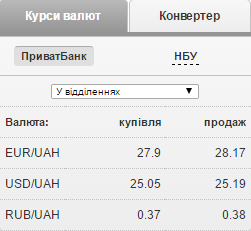 Курси валют Конвертер
ПриватБанк НБУ
У відділеннях
Валюта: купівля продаж
EUR/UAH 27.9 28.17
USD/UAH 25.05 25.19
RUB/UAH 0.37 0.38